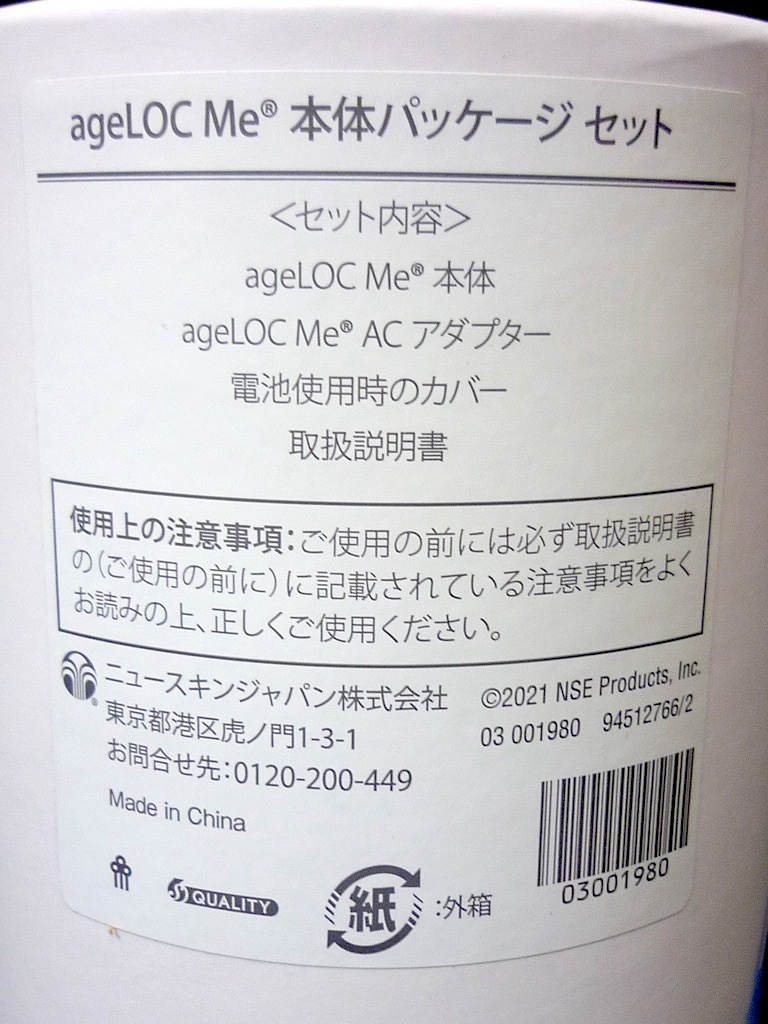 ageLOC Me® 本体パッケージ セット
＜セット内容＞
ageLOC Me® 本体
ageLOC Me® AC アダプター
電池使用時のカバー
取扱説明書
使用上の注意事項：ご使用の前には必ず取扱説明書
の（ご使用の前に）に記載されている注意事項をよく
お読みの上、正しくご使用ください。
ニュースキンジャパン株式会社
東京都港区虎ノ門1-3-1
お問合せ先：0120-200-449
Made in China
©2021 NSE Products, Inc.
03 001980 94512766/2
03001980
QUALITY
紙：外箱